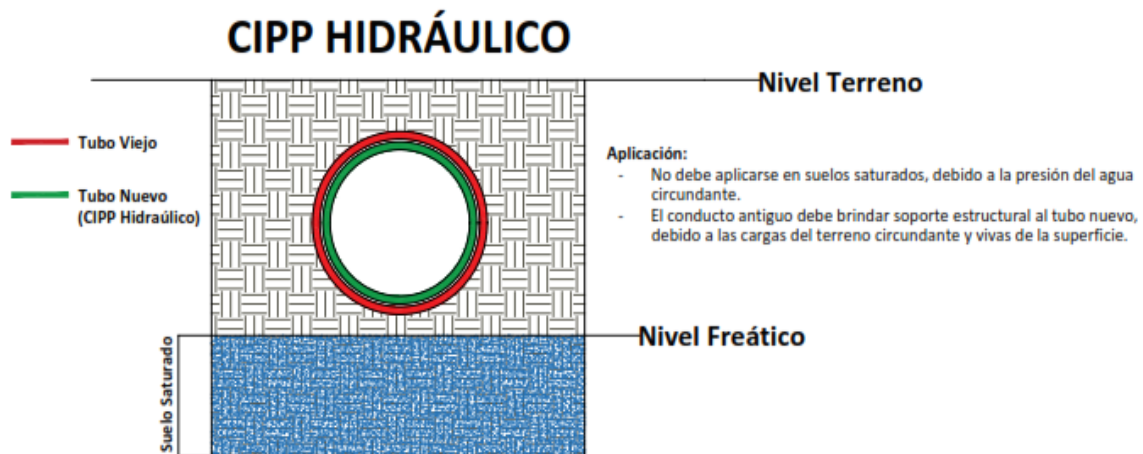 CIPP HIDRÁULICO
Nivel Terreno
Tubo Viejo
Tubo Nuevo
(CIPP Hidraúlico)
Aplicación:
- No debe aplicarse en suelos saturados, debido a la presión del agua
circundante.
- El conducto antiguo debe brindar soporte estructural al tubo nuevo,
debido a las cargas del terreno circundante y vivas de la superficie.
Nivel Freático
Suelo Saturado